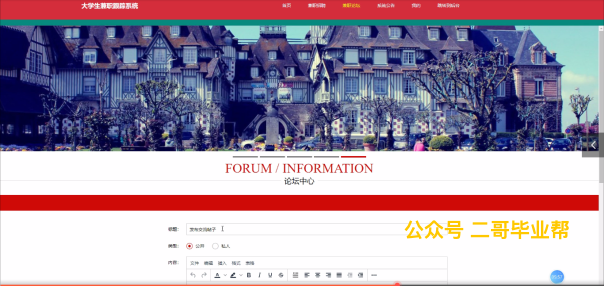 大学生兼职跟踪系统
首页 兼职招聘 兼职论坛 系统公告 我的 跳转到后台
FORUM / INFORMATION
论坛中心
公众号 二哥毕业帮
标题: 发布交流帖子
类型: 公开 私人
内容: 文件 编辑 插入 格式 表格